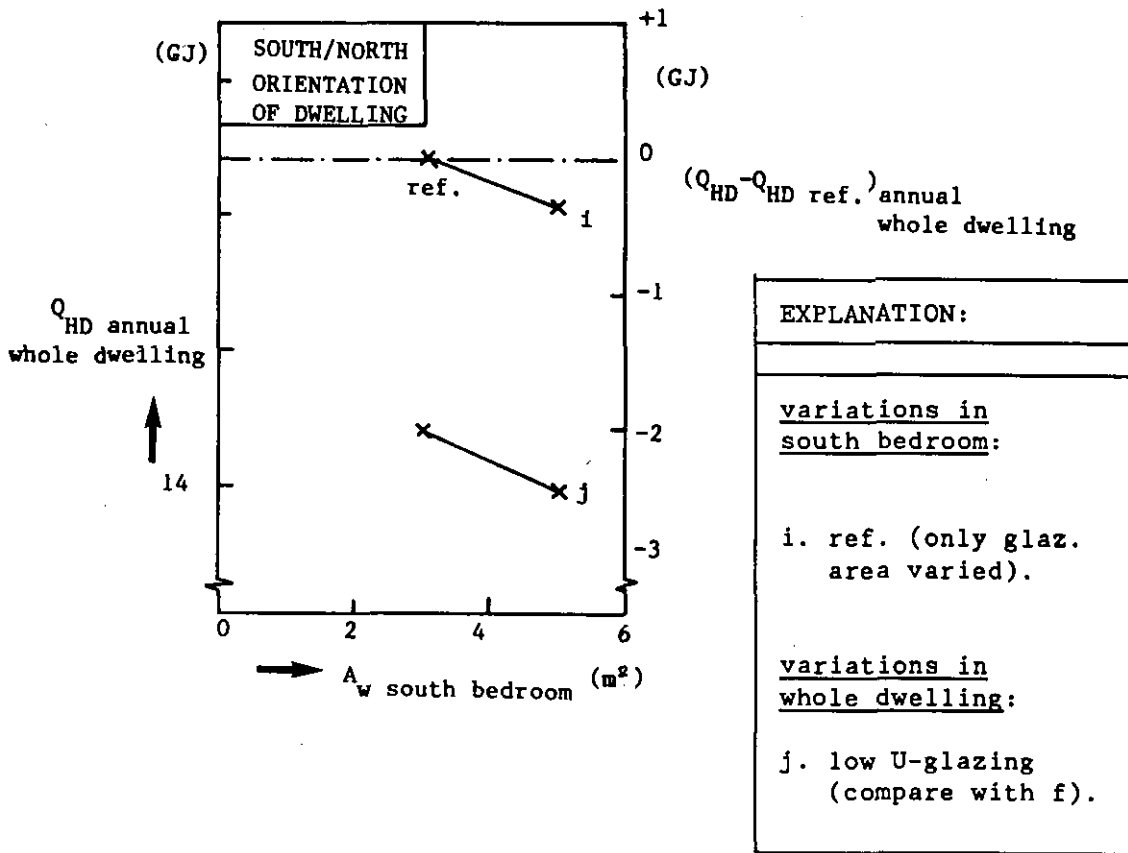 +1
(GJ)
SOUTH/NORTH
ORIENTATION
OF DWELLING
(GJ)
0
ref.
i
(Q_HD-Q_HD ref.) annual
whole dwelling
-1
Q_HD annual
whole dwelling
EXPLANATION:
variations in
south bedroom:
-2
14
j
i. ref. (only glaz.
area varied).
-3
0
2
4
6
A_w south bedroom (m²)
variations in
whole dwelling:
j. low U-glazing
(compare with f).